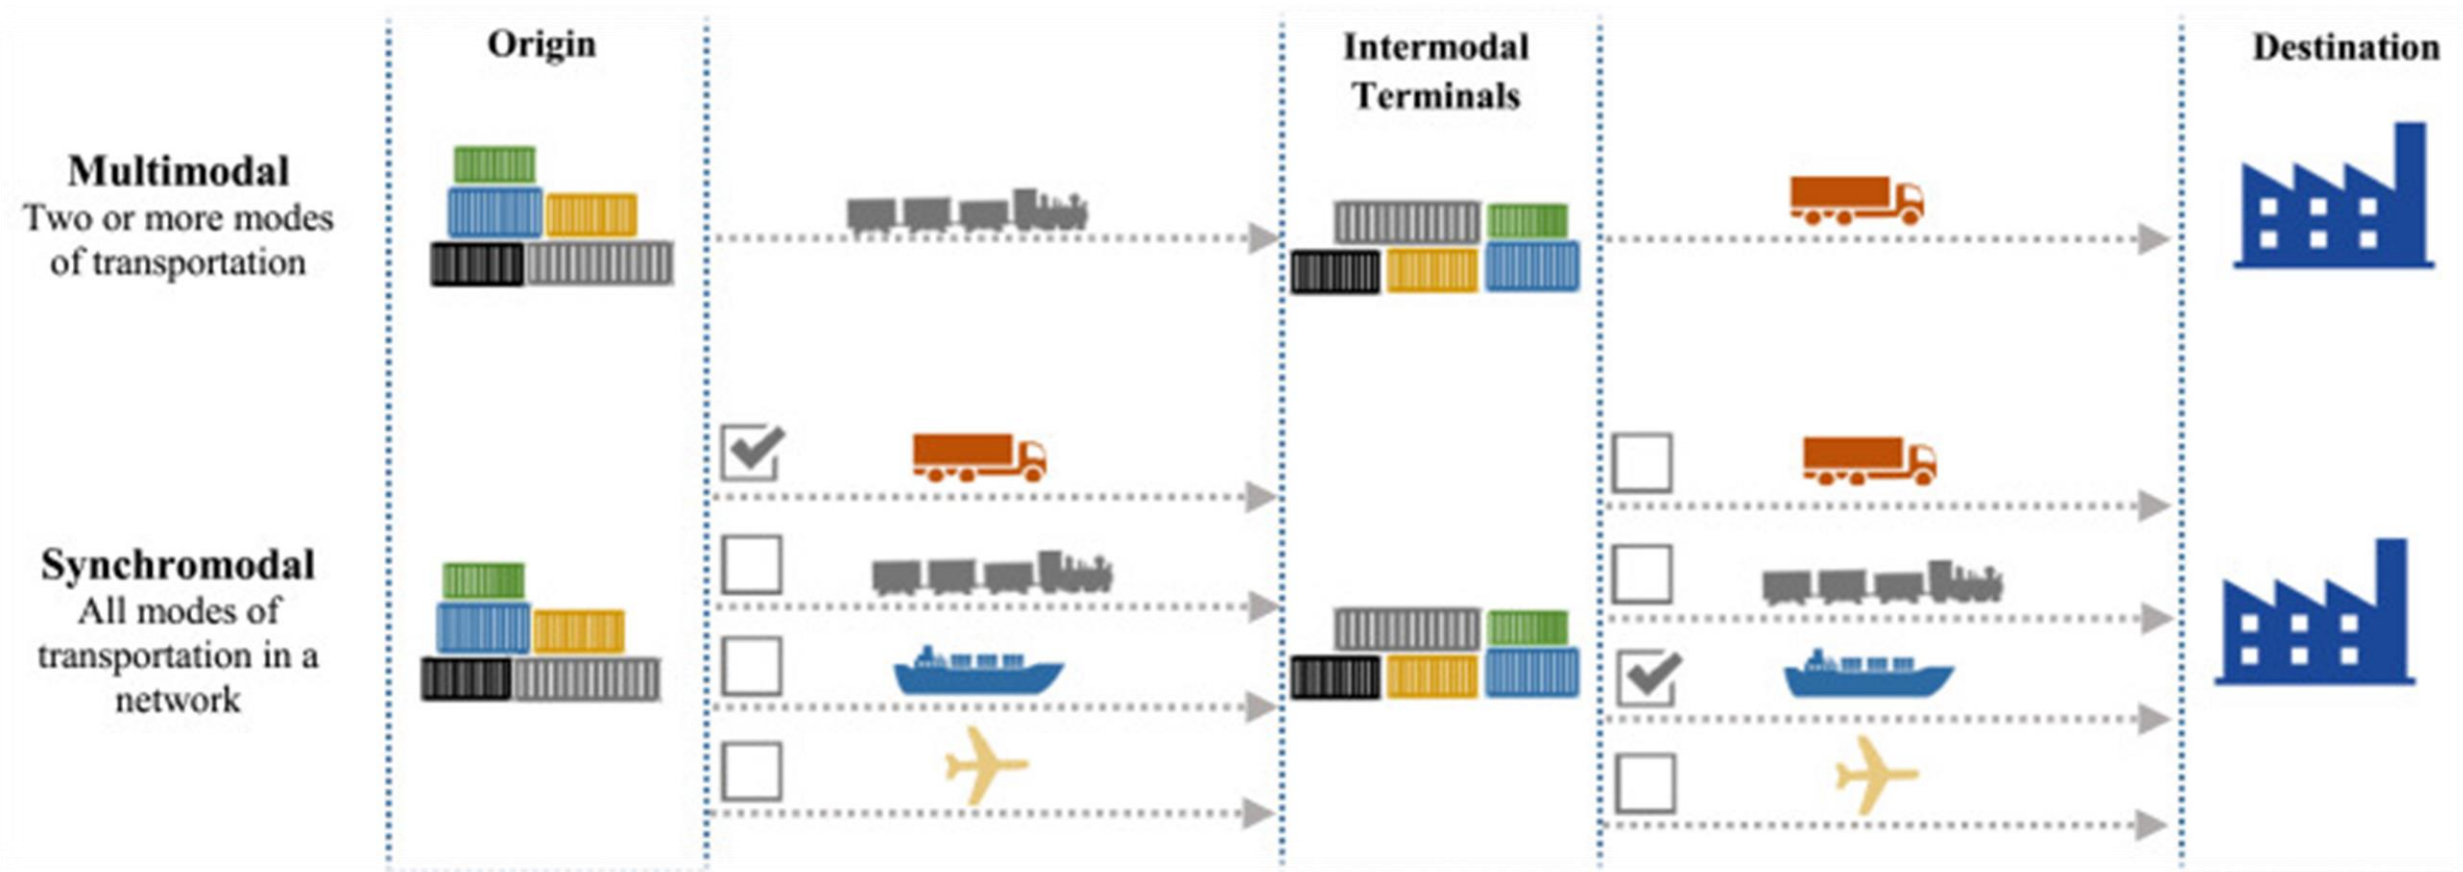 Origin
Intermodal
Terminals
Destination
Multimodal
Two or more modes
of transportation
Synchromodal
All modes of
transportation in a
network